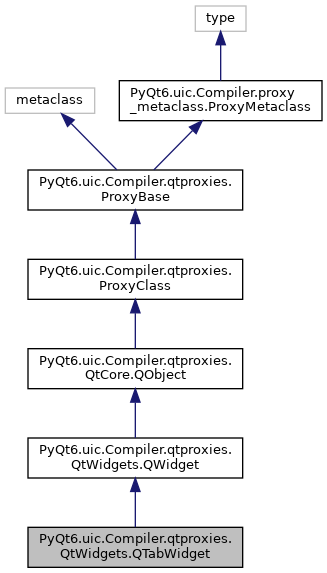 type
PyQt6.uic.Compiler.proxy
_metaclass.ProxyMetaclass
metaclass
PyQt6.uic.Compiler.qtproxies.
ProxyBase
PyQt6.uic.Compiler.qtproxies.
ProxyClass
PyQt6.uic.Compiler.qtproxies.
QtCore.QObject
PyQt6.uic.Compiler.qtproxies.
QtWidgets.QWidget
PyQt6.uic.Compiler.qtproxies.
QtWidgets.QTabWidget